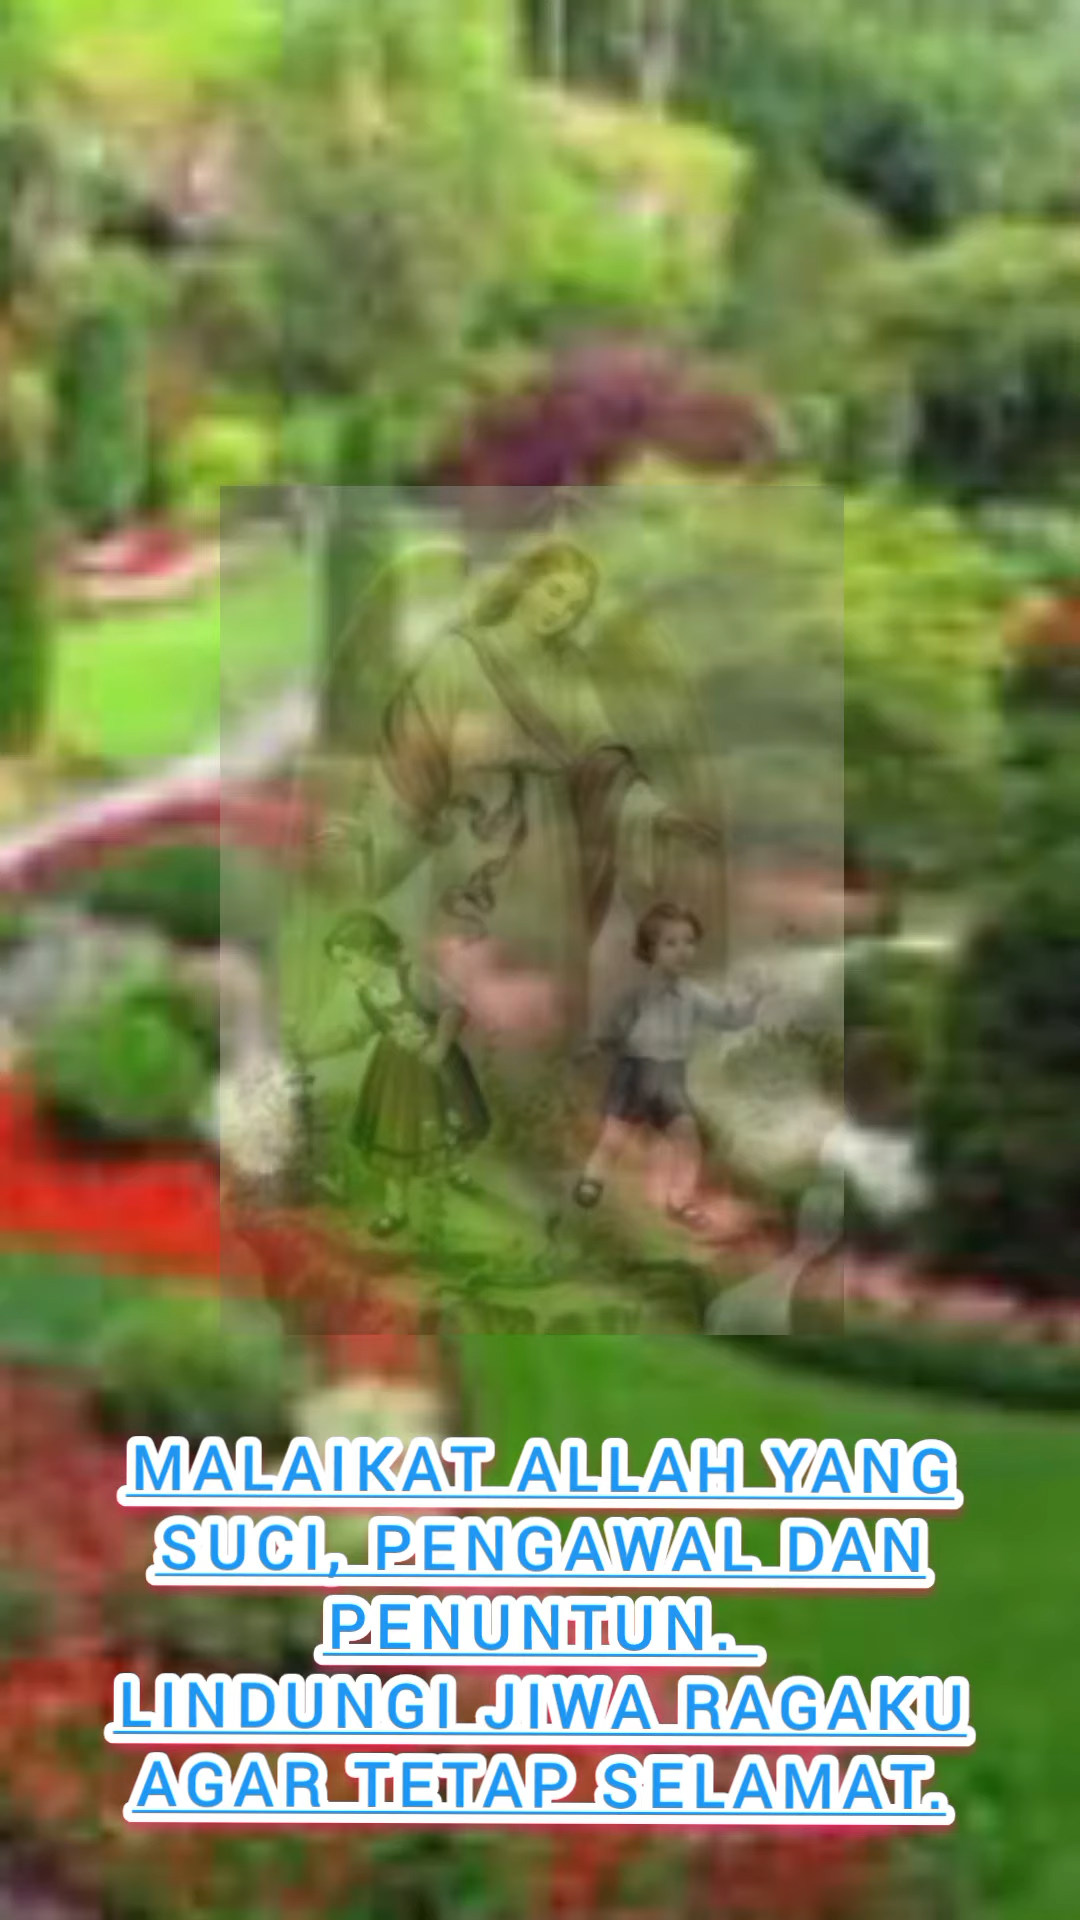 MALAIKAT ALLAH YANG
SUCI, PENGAWAL DAN
PENUNTUN.
LINDUNGI JIWA RAGAKU
AGAR TETAP SELAMAT.